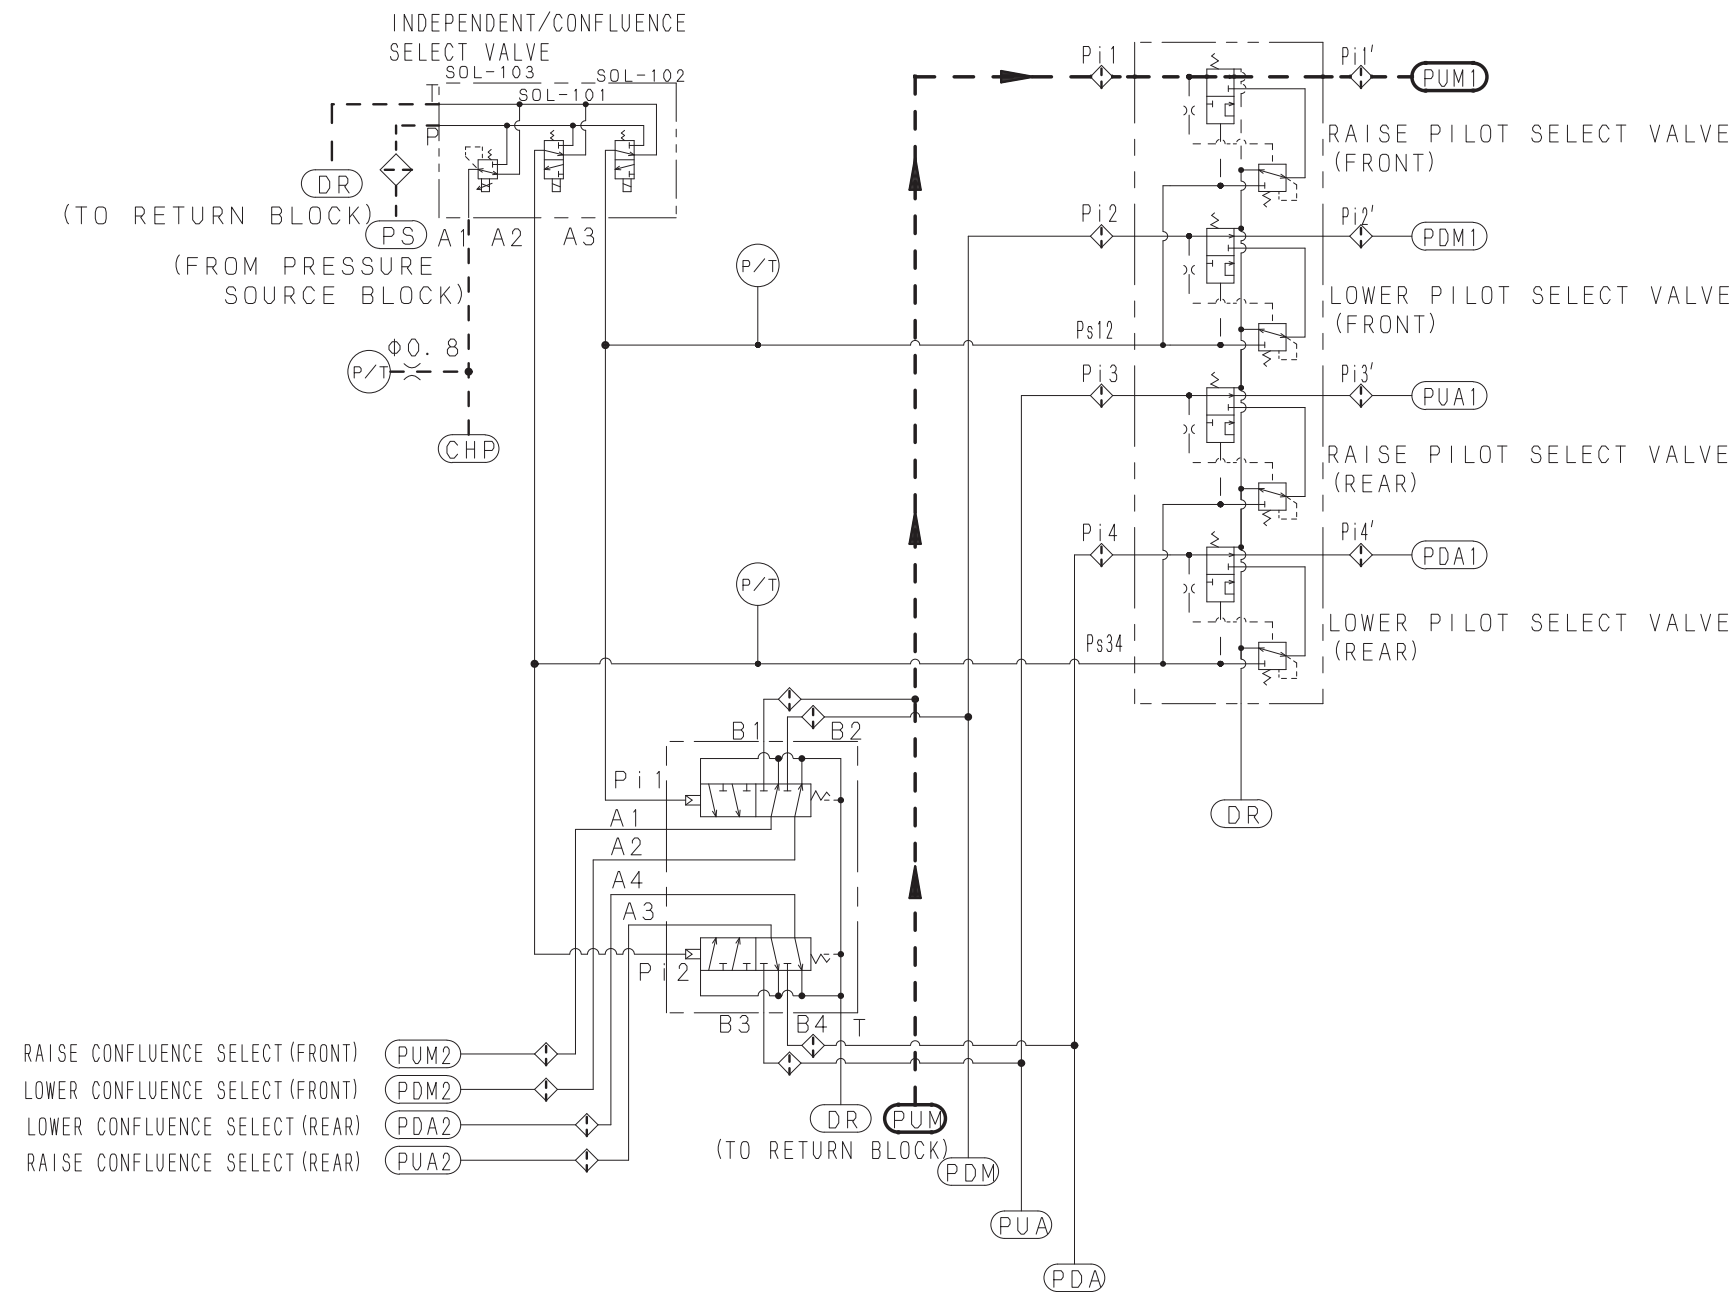 INDEPENDENT/CONFLUENCE
SELECT VALVE
SOL-103
SOL-102
SOL-101
T
P
DR
(TO RETURN BLOCK)
PS
A1
A2
A3
(FROM PRESSURE
SOURCE BLOCK)
P/T
Φ0.8
P/T
CHP
Pi1
Pi1'
PUM1
RAISE PILOT SELECT VALVE
(FRONT)
Pi2
Pi2'
PDM1
LOWER PILOT SELECT VALVE
(FRONT)
Ps12
Pi3
Pi3'
PUA1
RAISE PILOT SELECT VALVE
(REAR)
Pi4
Pi4'
PDA1
P/T
LOWER PILOT SELECT VALVE
(REAR)
Ps34
DR
B1
B2
Pi1
A1
A2
A4
A3
Pi2
B3
B4
T
RAISE CONFLUENCE SELECT(FRONT)
PUM2
LOWER CONFLUENCE SELECT(FRONT)
PDM2
LOWER CONFLUENCE SELECT(REAR)
PDA2
RAISE CONFLUENCE SELECT(REAR)
PUA2
DR
PUM
(TO RETURN BLOCK)
PDM
PUA
PDA